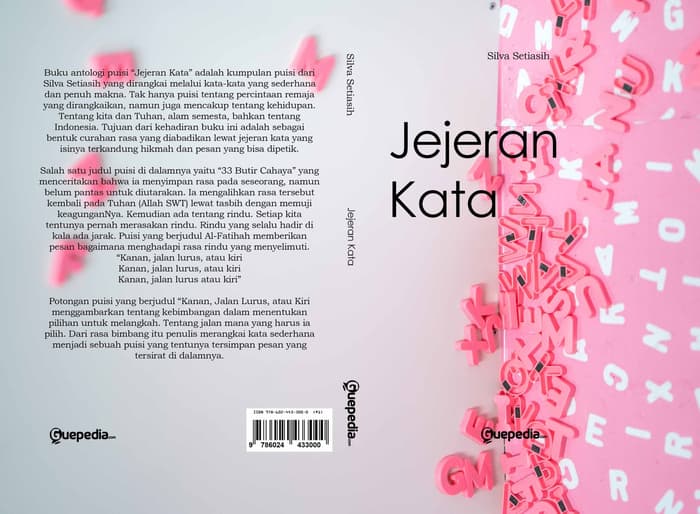 Buku antologi puisi “Jejeran Kata” adalah kumpulan puisi dari
Silva Setiasih yang dirangkai melalui kata-kata yang sederhana
dan penuh makna. Tak hanya puisi tentang percintaan remaja
yang dirangkaikan, namun juga mencakup tentang kehidupan.
Tentang kita dan Tuhan, alam semesta, bahkan tentang
Indonesia. Tujuan dari kehadiran buku ini adalah sebagai
bentuk curahan rasa yang diabadikan lewat jejeran kata yang
isinya terkandung hikmah dan pesan yang bisa dipetik.
Salah satu judul puisi di dalamnya yaitu “33 Butir Cahaya” yang
menceritakan bahwa ia menyimpan rasa pada seseorang, namun
belum pantas untuk diutarakan. Ia mengalihkan rasa tersebut
kembali pada Tuhan (Allah SWT) lewat tasbih dengan memuji
keagunganNya. Kemudian ada tentang rindu. Setiap kita
tentunya pernah merasakan rindu. Rindu yang selalu hadir di
kala ada jarak. Puisi yang berjudul Al-Fatihah memberikan
pesan bagaimana menghadapi rasa rindu yang menyelimuti.
“Kanan, jalan lurus, atau kiri
Kanan, jalan lurus, atau kiri
Kanan, jalan lurus, atau kiri”
Potongan puisi yang berjudul “Kanan, Jalan Lurus, atau Kiri
menggambarkan tentang kebimbangan dalam menentukan
pilihan untuk melangkah. Tentang jalan mana yang harus ia
pilih. Dari rasa bimbang itu penulis merangkai kata sederhana
menjadi sebuah puisi yang tentunya tersimpan pesan yang
tersirat di dalamnya.
Guepedia.com
9 786024 433000
Silva Setiasih
Jejeran Kata
Guepedia.com
Silva Setiasih
Jejeran
Kata
Guepedia.com